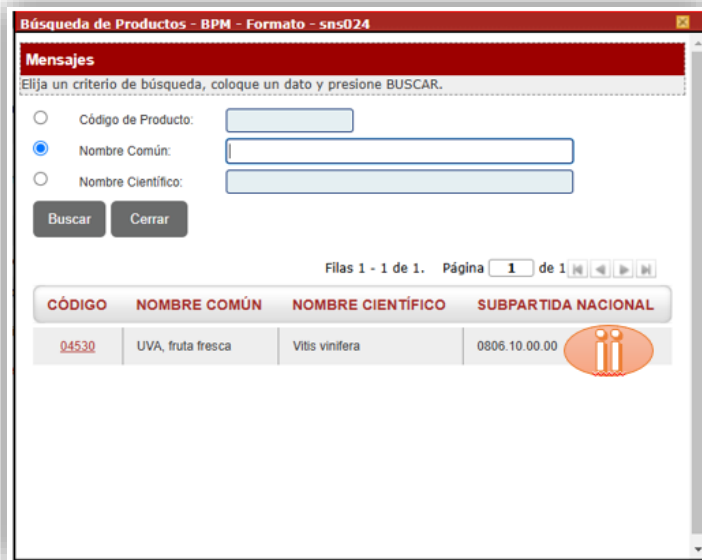 Búsqueda de Productos - BPM - Formato - sns024
Mensajes
Elija un criterio de búsqueda, coloque un dato y presione BUSCAR.
Código de Producto:
Nombre Común:
Nombre Científico:
Buscar Cerrar
Filas 1 - 1 de 1. Página 1 de 1
CÓDIGO NOMBRE COMÚN NOMBRE CIENTÍFICO SUBPARTIDA NACIONAL
04530 UVA, fruta fresca Vitis vinifera 0806.10.00.00 ii